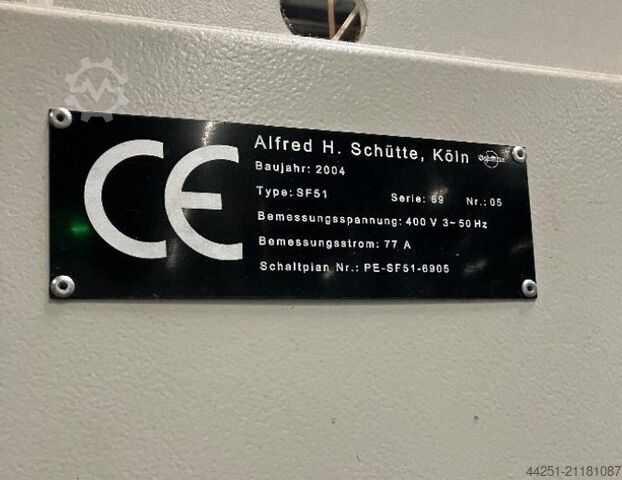 CE
Alfred H. Schütte, Köln
Baujahr: 2004
Type: SF51 Serie: 69 Nr.: 05
Bemessungsspannung: 400 V 3~50 Hz
Bemessungsstrom: 77 A
Schaltplan Nr.: PE-SF51-6905
44251-21181087